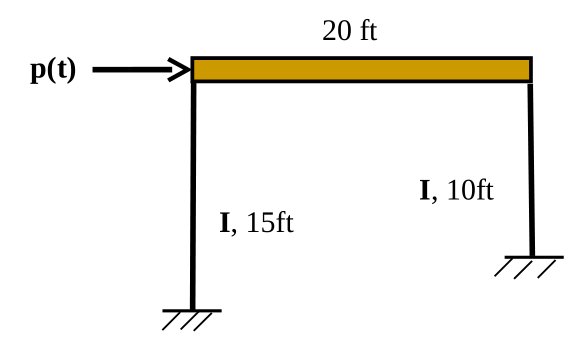 20 ft
p(t)
I, 10ft
I, 15ft